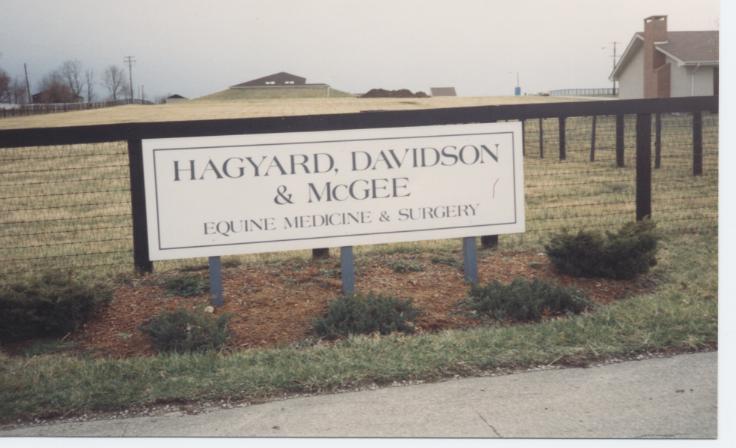 HAGYARD, DAVIDSON
& McGEE
EQUINE MEDICINE & SURGERY